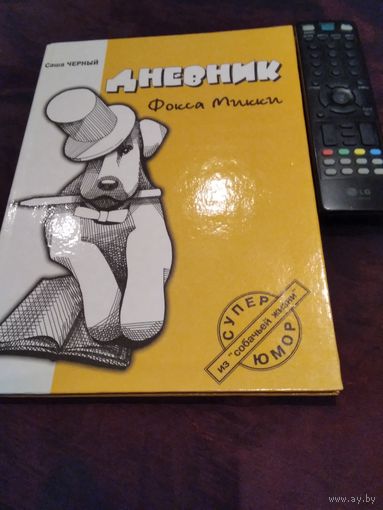 Саша ЧЕРНЫЙ
ДНЕВНИК
Фокса Микки
СУПЕР
из "собачьей жизни"
ЮМОР
LG
www.ay.by